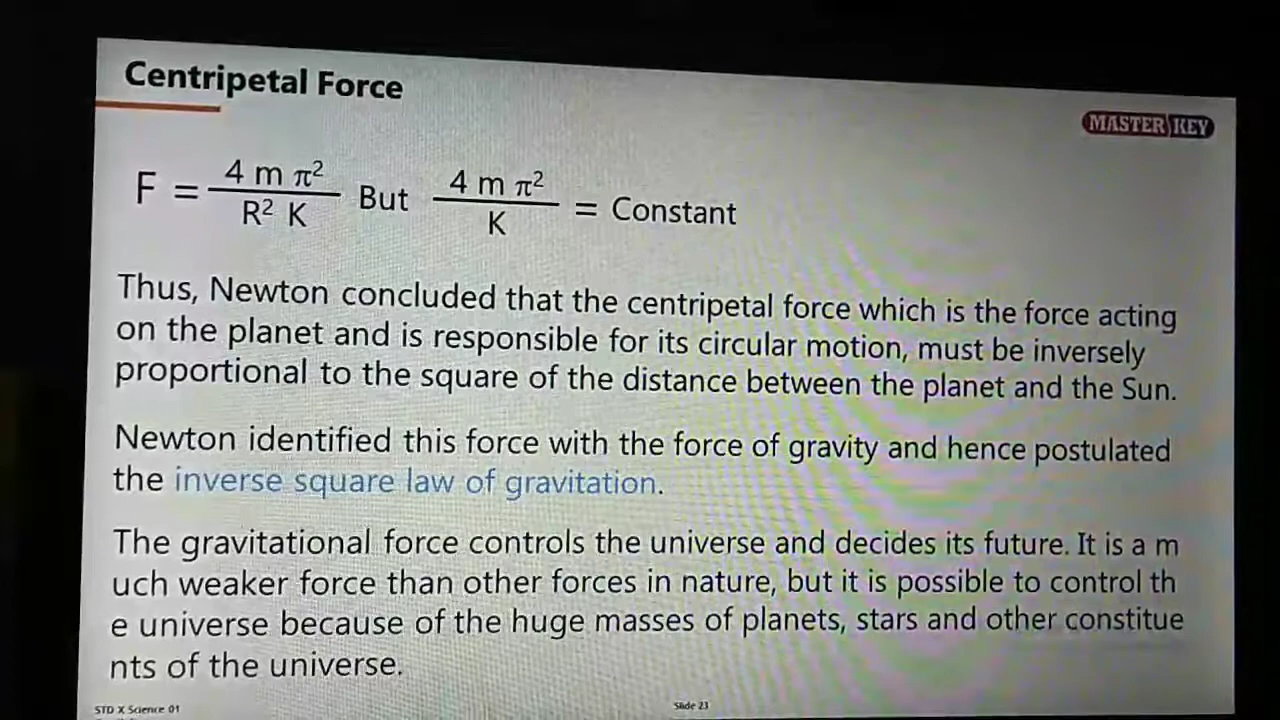 Centripetal Force
MASTER KEY
F = 4 m π² / R² K But 4 m π² / K = Constant
Thus, Newton concluded that the centripetal force which is the force acting
on the planet and is responsible for its circular motion, must be inversely
proportional to the square of the distance between the planet and the Sun.
Newton identified this force with the force of gravity and hence postulated
the inverse square law of gravitation.
The gravitational force controls the universe and decides its future. It is a m
uch weaker force than other forces in nature, but it is possible to control th
e universe because of the huge masses of planets, stars and other constitue
nts of the universe.
STD X Science 01
Slide 23